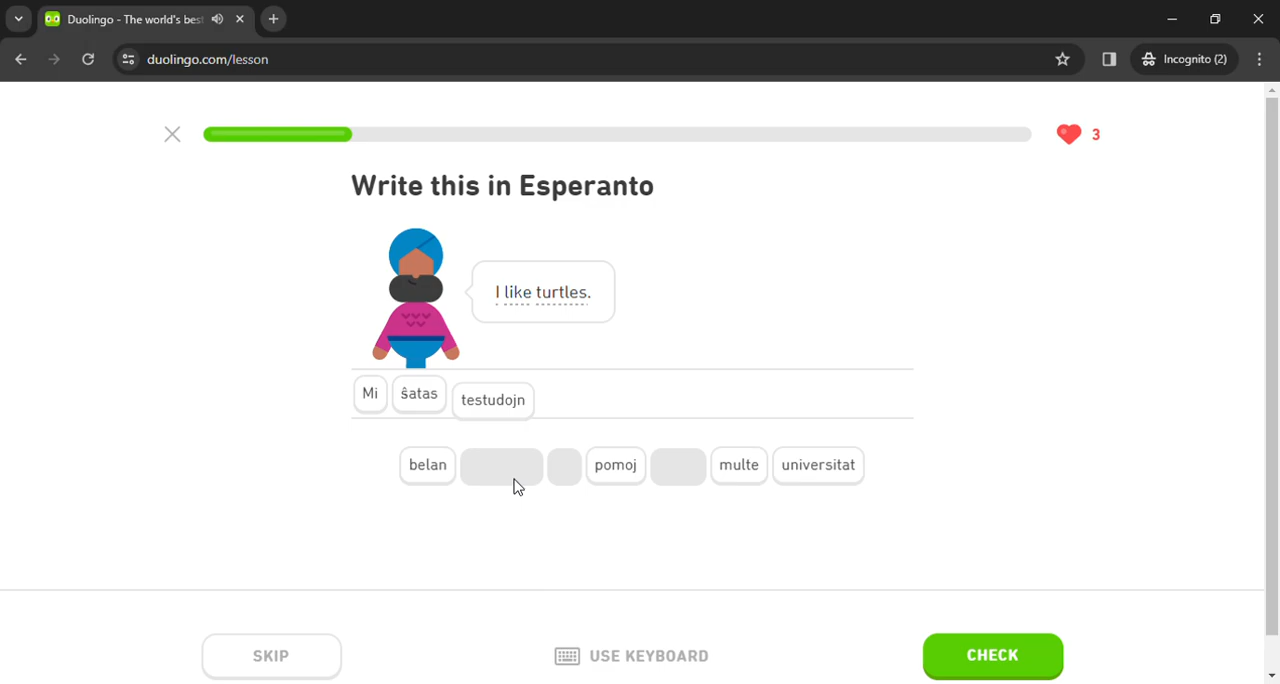 Duolingo - The world's bes
duolingo.com/lesson
Incognito (2)
3
Write this in Esperanto
I like turtles.
Mi ŝatas testudojn
belan pomoj multe universitat
SKIP USE KEYBOARD CHECK